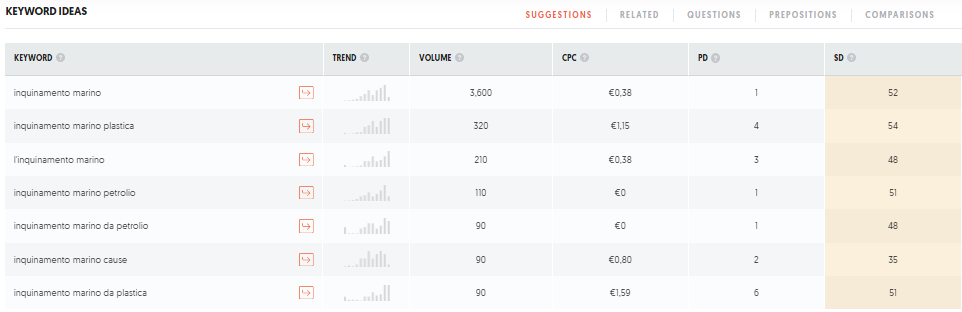 KEYWORD IDEAS
SUGGESTIONS RELATED QUESTIONS PREPOSITIONS COMPARISONS
KEYWORD ? TREND ? VOLUME ? CPC ? PD ? SD ?
inquinamento marino 3,600 €0,38 1 52
inquinamento marino plastica 320 €1,15 4 54
l'inquinamento marino 210 €0,38 3 48
inquinamento marino petrolio 110 €0 1 51
inquinamento marino da petrolio 90 €0 1 48
inquinamento marino cause 90 €0,80 2 35
inquinamento marino da plastica 90 €1,59 6 51